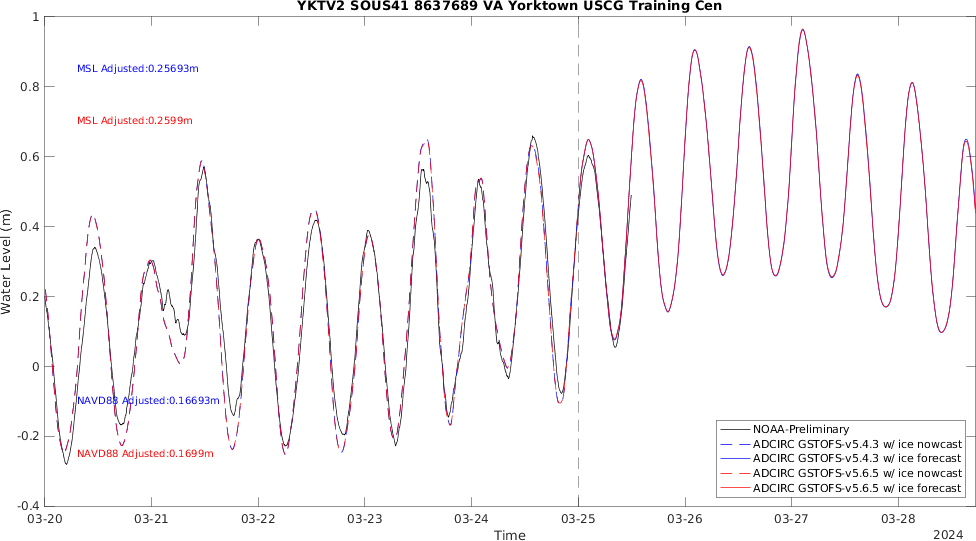 YKTV2 SOUS41 8637689 VA Yorktown USCG Training Cen
Water Level (m)
1
0.8
0.6
0.4
0.2
0
-0.2
-0.4
MSL Adjusted:0.25693m
MSL Adjusted:0.2599m
NAVD88 Adjusted:0.16693m
NAVD88 Adjusted:0.1699m
NOAA-Preliminary
ADCIRC GSTOFS-v5.4.3 w/ ice nowcast
ADCIRC GSTOFS-v5.4.3 w/ ice forecast
ADCIRC GSTOFS-v5.6.5 w/ ice nowcast
ADCIRC GSTOFS-v5.6.5 w/ ice forecast
03-20 03-21 03-22 03-23 03-24 03-25 03-26 03-27 03-28
Time
2024